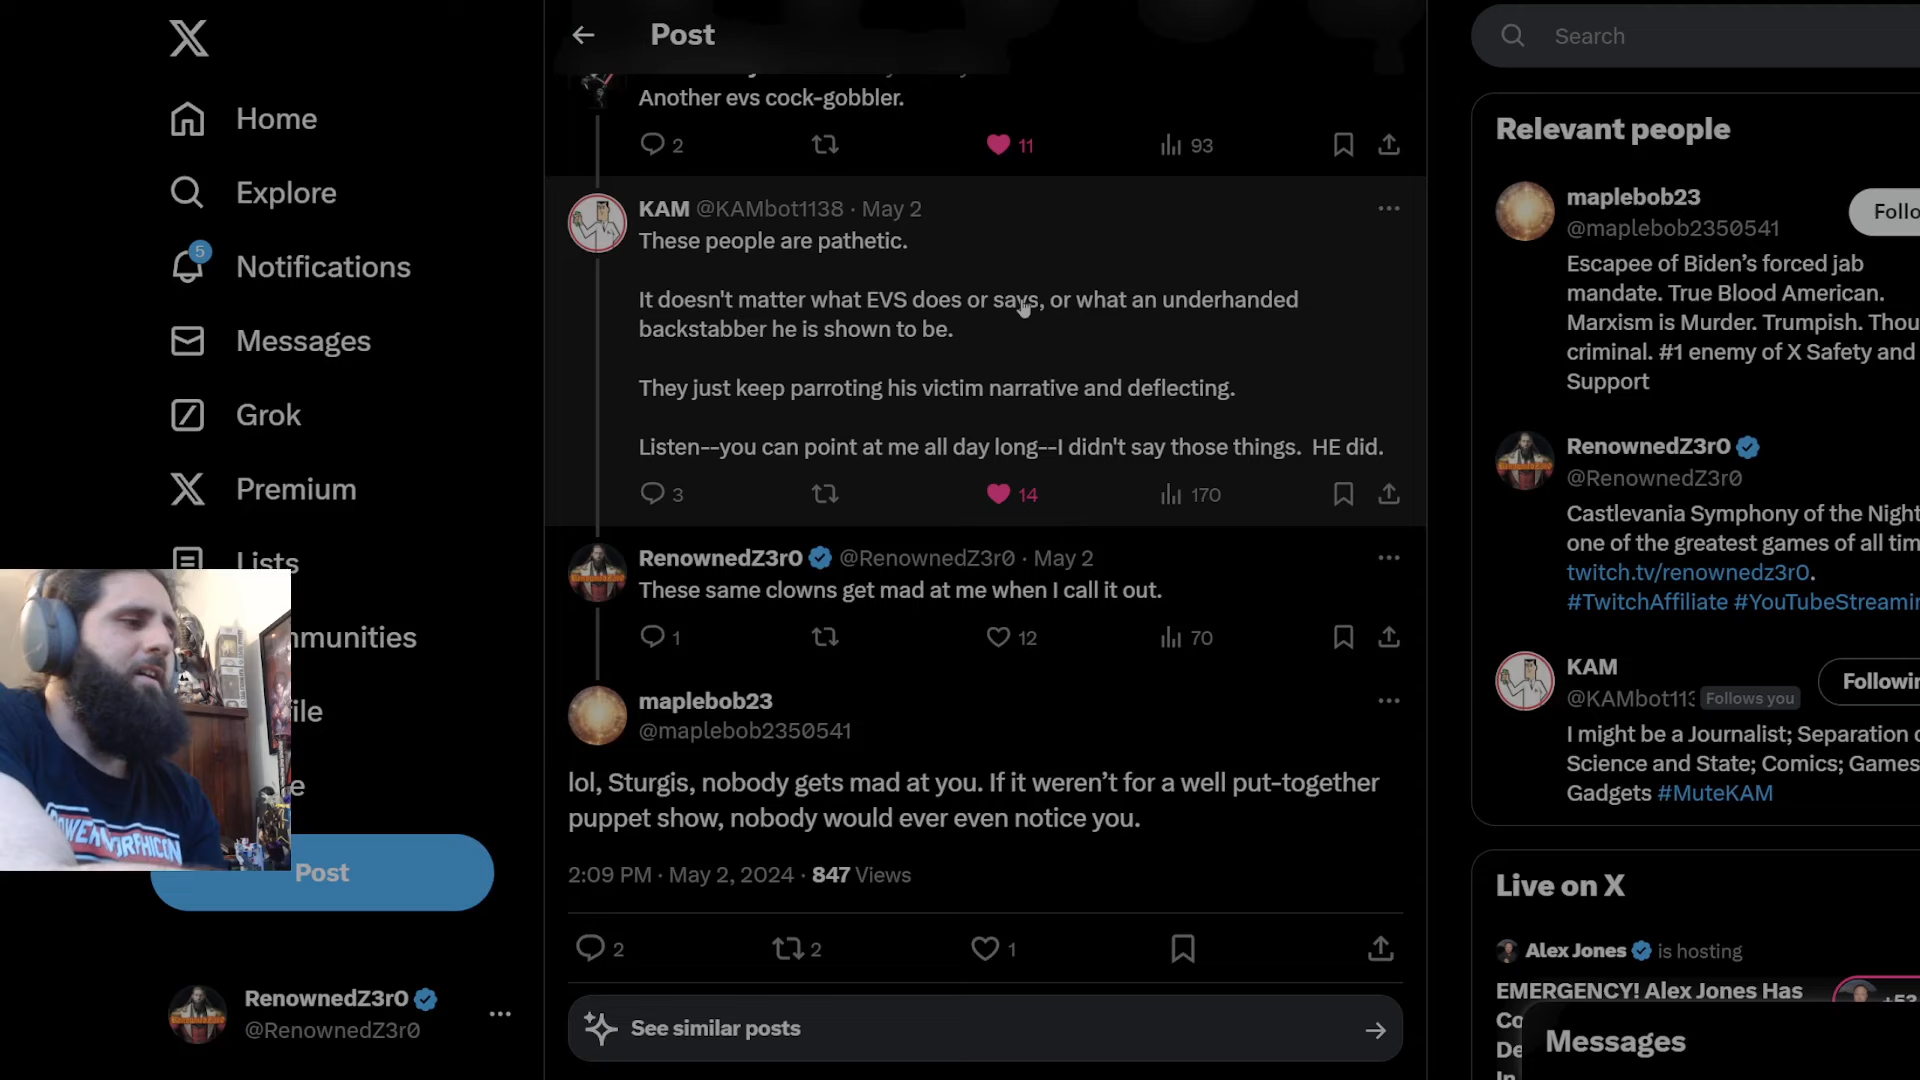 Post
Search
Another evs cock-gobbler.
2
11
93
Home
Explore
5
Notifications
Messages
Grok
Premium
Lists
mmunities
file
e
Post
RenownedZ3r0
@RenownedZ3r0
KAM @KAMbot1138 · May 2
These people are pathetic.
It doesn't matter what EVS does or says, or what an underhanded
backstabber he is shown to be.
They just keep parroting his victim narrative and deflecting.
Listen--you can point at me all day long--I didn't say those things. HE did.
3
14
170
RenownedZ3r0 @RenownedZ3r0 · May 2
These same clowns get mad at me when I call it out.
1
12
70
maplebob23
@maplebob2350541
lol, Sturgis, nobody gets mad at you. If it weren't for a well put-together
puppet show, nobody would ever even notice you.
2:09 PM · May 2, 2024 · 847 Views
2
2
1
See similar posts
Relevant people
maplebob23
@maplebob2350541
Follo
Escapee of Biden's forced jab
mandate. True Blood American.
Marxism is Murder. Trumpish. Thou
criminal. #1 enemy of X Safety and
Support
RenownedZ3r0
@RenownedZ3r0
Castlevania Symphony of the Night
one of the greatest games of all tim
twitch.tv/renownedz3r0.
#TwitchAffiliate #YouTubeStreamin
KAM
@KAMbot113 Follows you
Followin
I might be a Journalist; Separation o
Science and State; Comics; Games
Gadgets #MuteKAM
Live on X
Alex Jones is hosting
EMERGENCY! Alex Jones Has
Co
De
Messages